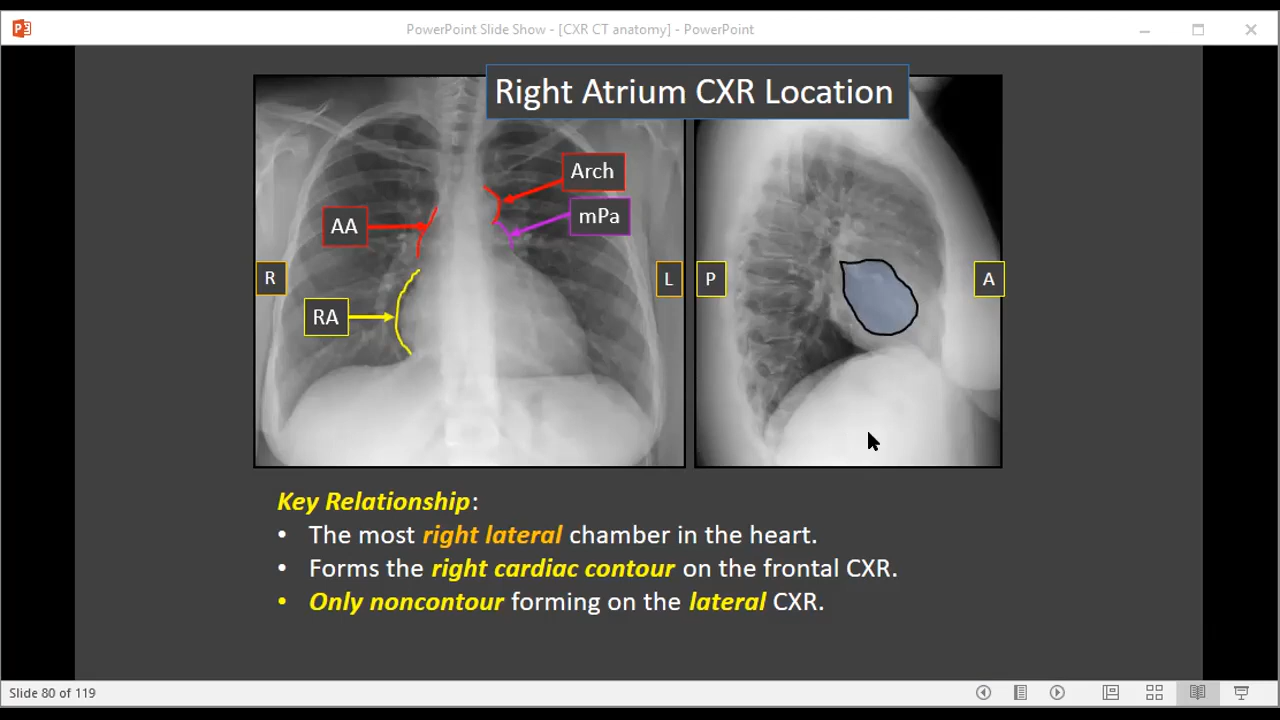 PowerPoint Slide Show - [CXR CT anatomy] - PowerPoint
Right Atrium CXR Location
Arch
mPa
AA
R
L
P
A
RA
Key Relationship:
• The most right lateral chamber in the heart.
• Forms the right cardiac contour on the frontal CXR.
• Only noncontour forming on the lateral CXR.
Slide 80 of 119